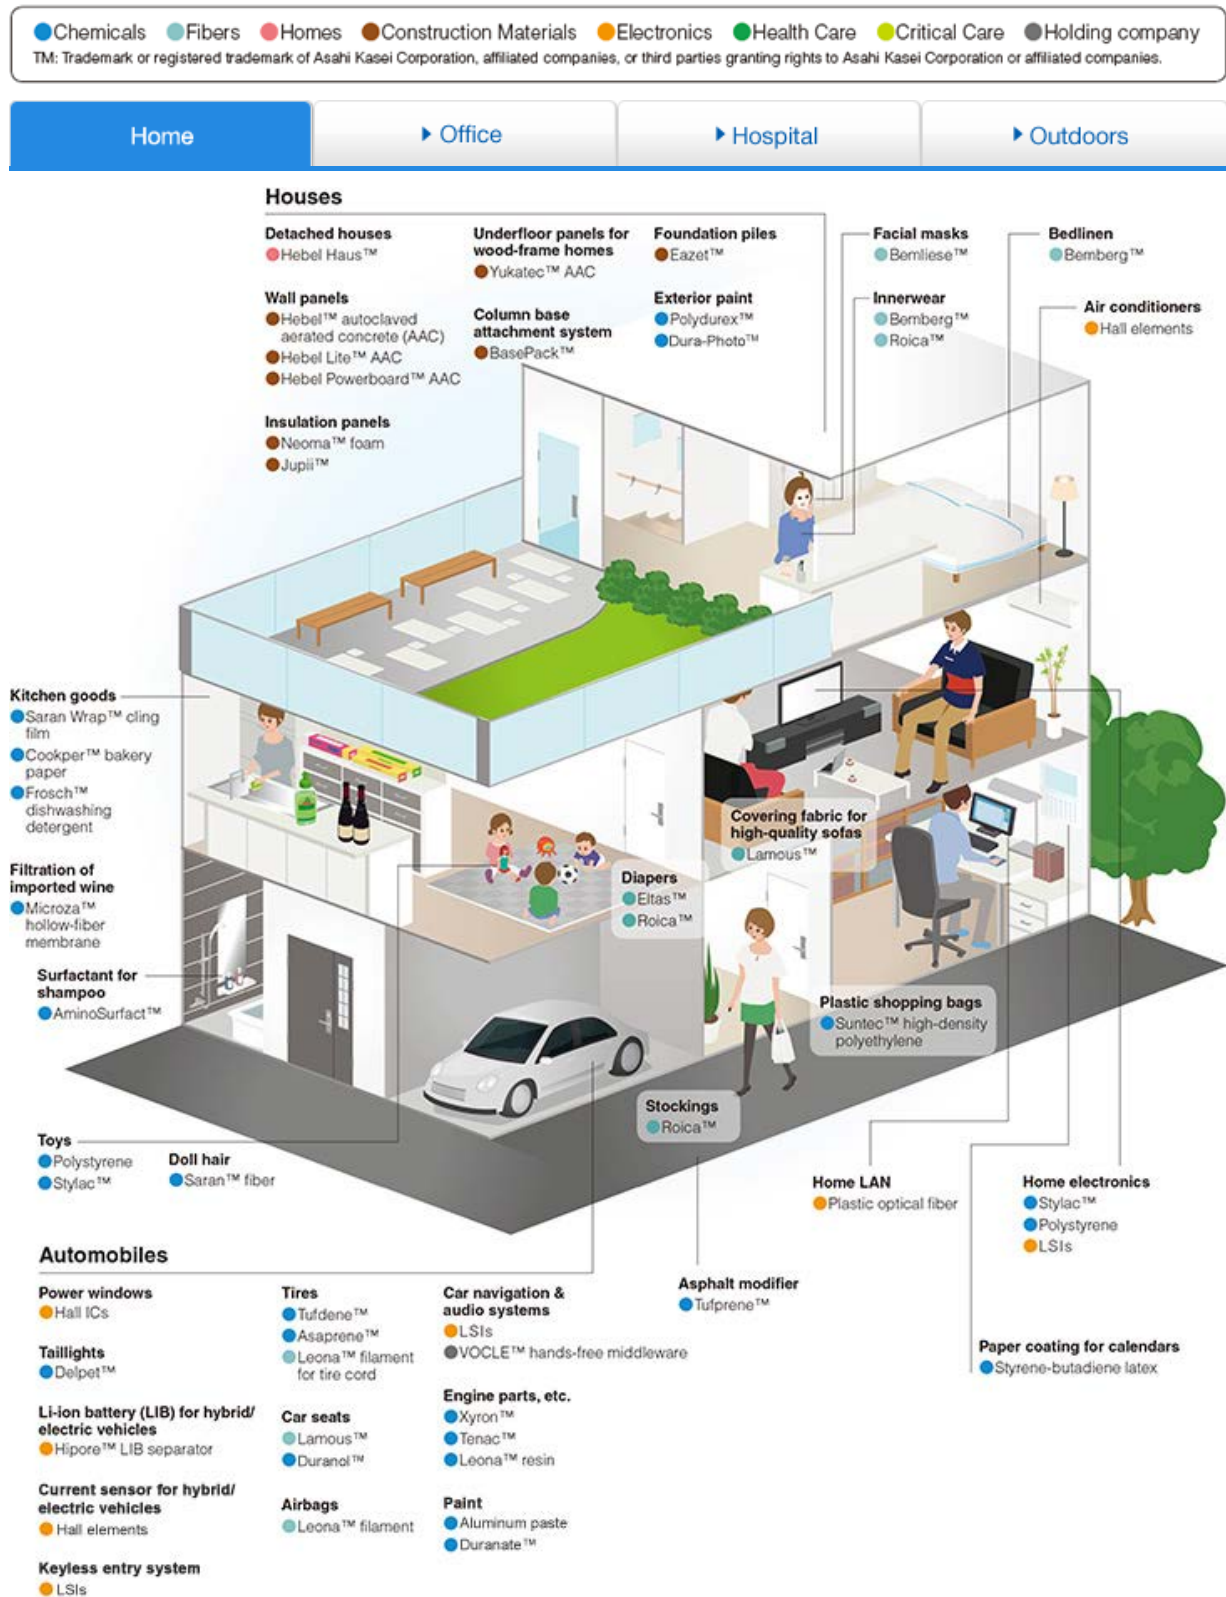 Chemicals Fibers Homes Construction Materials Electronics Health Care Critical Care Holding company
TM: Trademark or registered trademark of Asahi Kasei Corporation, affiliated companies, or third parties granting rights to Asahi Kasei Corporation or affiliated companies.
Home
Office
Hospital
Outdoors
Houses
Detached houses
Hebel Haus™
Wall panels
Hebel™ autoclaved
aerated concrete (AAC)
Hebel Lite™ AAC
Hebel Powerboard™ AAC
Insulation panels
Neoma™ foam
Jupii™
Underfloor panels for
wood-frame homes
Yukatec™ AAC
Column base
attachment system
BasePack™
Foundation piles
Eazet™
Exterior paint
Polydurex™
Dura-Photo™
Facial masks
Bemliese™
Innerwear
Bemberg™
Roica™
Bedlinen
Bemberg™
Air conditioners
Hall elements
Kitchen goods
Saran Wrap™ cling
film
Cookper™ bakery
paper
Frosch™
dishwashing
detergent
Filtration of
imported wine
Microza™
hollow-fiber
membrane
Surfactant for
shampoo
AminoSurfact™
Covering fabric for
high-quality sofas
Lamous™
Diapers
Eltas™
Roica™
Plastic shopping bags
Suntec™ high-density
polyethylene
Stockings
Roica™
Toys
Polystyrene
Stylac™
Doll hair
Saran™ fiber
Home LAN
Plastic optical fiber
Home electronics
Stylac™
Polystyrene
LSIs
Asphalt modifier
Tufprene™
Paper coating for calendars
Styrene-butadiene latex
Automobiles
Power windows
Hall ICs
Taillights
Delpet™
Li-ion battery (LIB) for hybrid/
electric vehicles
Hipore™ LIB separator
Current sensor for hybrid/
electric vehicles
Hall elements
Keyless entry system
LSIs
Tires
Tufdene™
Asaprene™
Leona™ filament
for tire cord
Car seats
Lamous™
Duranol™
Airbags
Leona™ filament
Car navigation &
audio systems
LSIs
VOCLE™ hands-free middleware
Engine parts, etc.
Xyron™
Tenac™
Leona™ resin
Paint
Aluminum paste
Duranate™